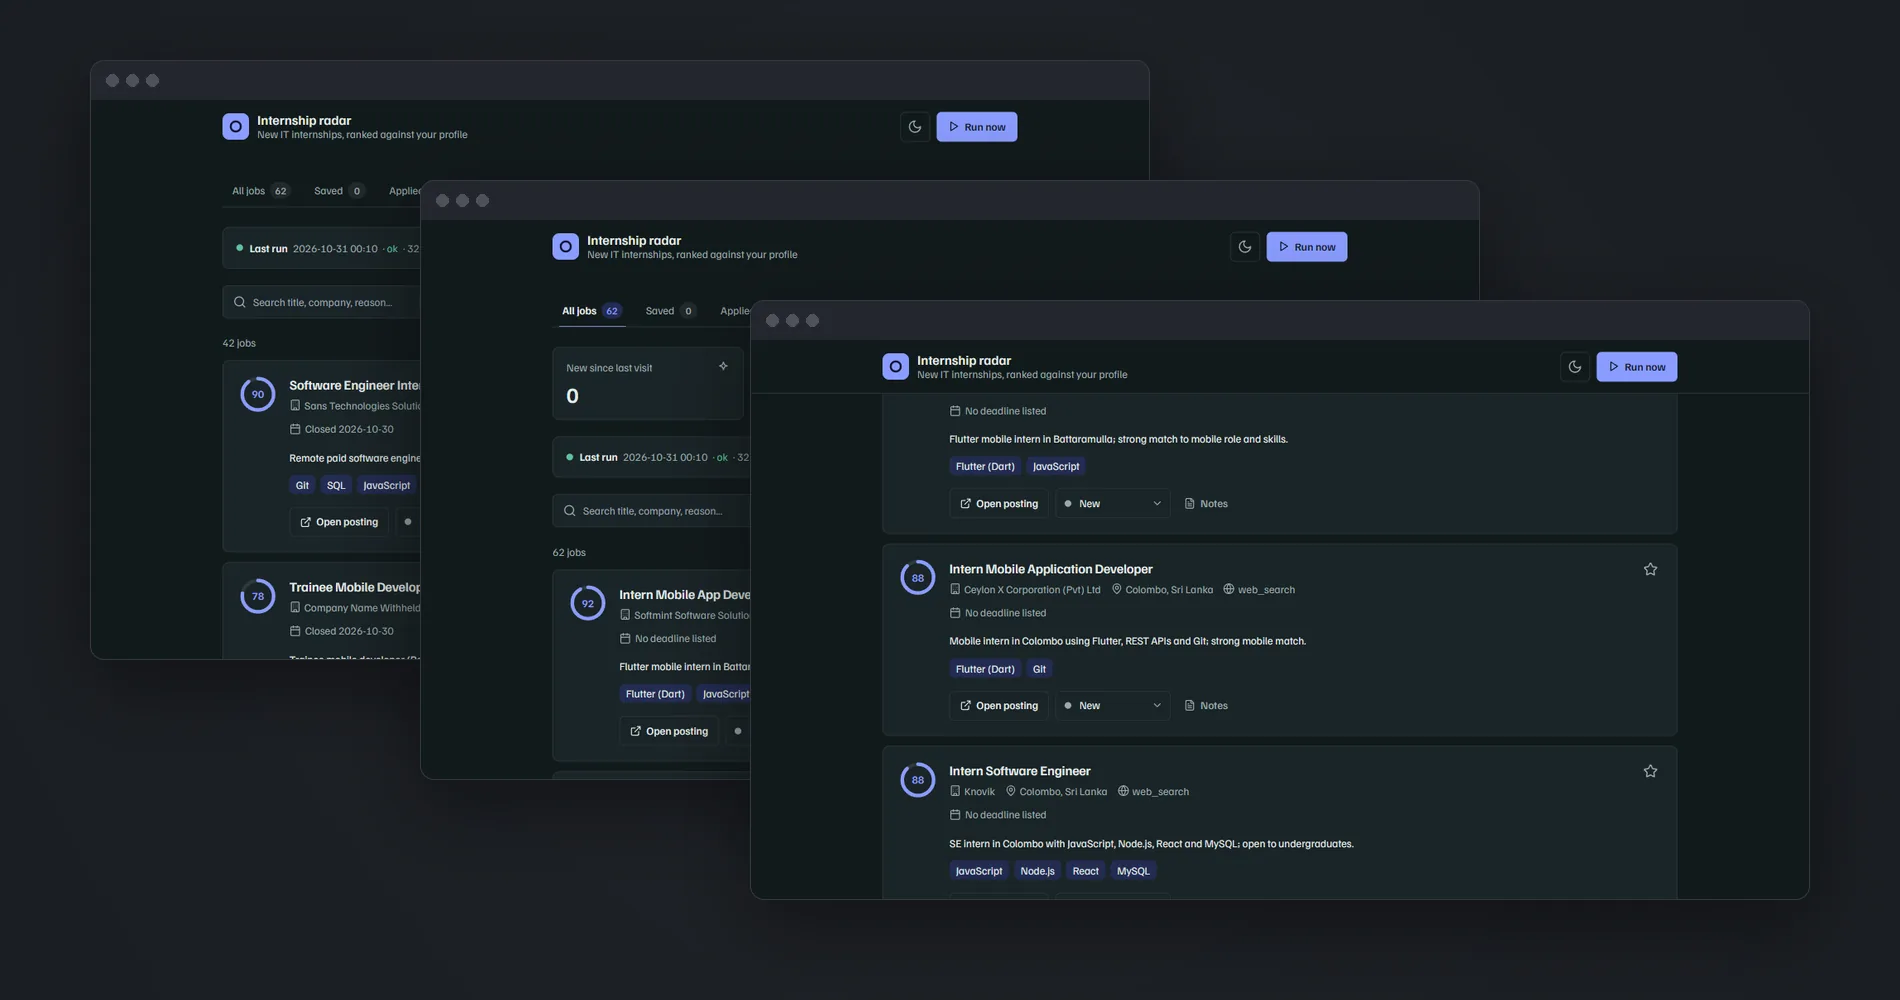 Internship radar
New IT internships, ranked against your profile
Run now
All jobs 62 Saved 0 Applied
Last run 2026-10-31 00:10 · ok · 32
Search title, company, reason...
42 jobs
90
Software Engineer Inte
Sans Technologies Solutio
Closed 2026-10-30
Remote paid software engine
Git SQL JavaScript
Open posting
78
Trainee Mobile Develop
Company Name Withheld
Closed 2026-10-30
Trainee mobile developer
Internship radar
New IT internships, ranked against your profile
Run now
All jobs 62 Saved 0 Applie
New since last visit
0
Last run 2026-10-31 00:10 · ok · 32
Search title, company, reason...
62 jobs
92
Intern Mobile App Deve
Softmint Software Solutio
No deadline listed
Flutter mobile intern in Battar
Flutter (Dart) JavaScript
Open posting
Internship radar
New IT internships, ranked against your profile
Run now
No deadline listed
Flutter mobile intern in Battaramulla; strong match to mobile role and skills.
Flutter (Dart) JavaScript
Open posting New Notes
88
Intern Mobile Application Developer
Ceylon X Corporation (Pvt) Ltd Colombo, Sri Lanka web_search
No deadline listed
Mobile intern in Colombo using Flutter, REST APIs and Git; strong mobile match.
Flutter (Dart) Git
Open posting New Notes
88
Intern Software Engineer
Knovik Colombo, Sri Lanka web_search
No deadline listed
SE intern in Colombo with JavaScript, Node.js, React and MySQL; open to undergraduates.
JavaScript Node.js React MySQL